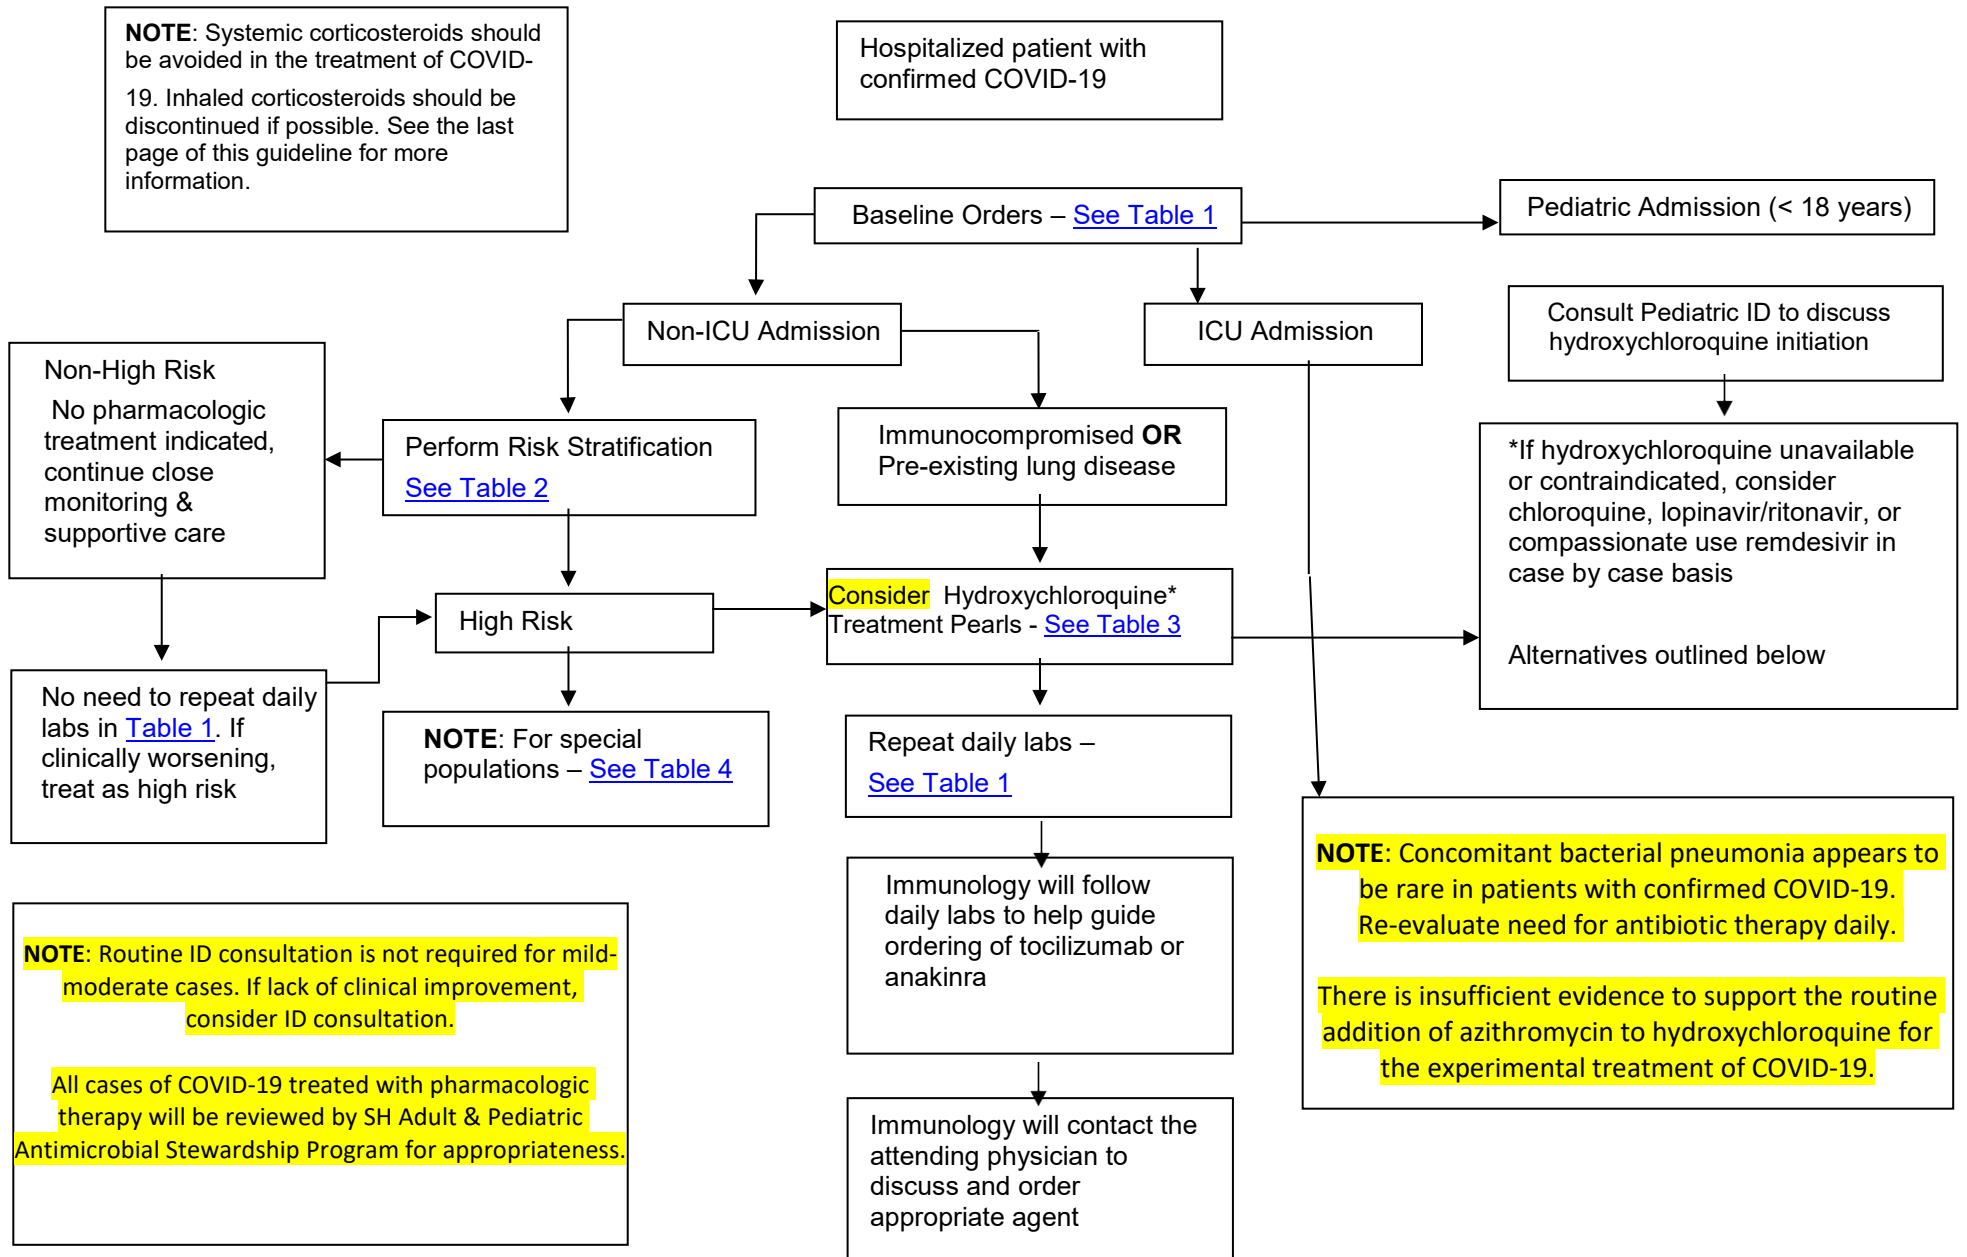 NOTE: Systemic corticosteroids should
be avoided in the treatment of COVID-
19. Inhaled corticosteroids should be
discontinued if possible. See the last
page of this guideline for more
information.
Hospitalized patient with
confirmed COVID-19
Baseline Orders – See Table 1
Pediatric Admission (< 18 years)
Non-ICU Admission
ICU Admission
Consult Pediatric ID to discuss
hydroxychloroquine initiation
Non-High Risk
No pharmacologic
treatment indicated,
continue close
monitoring &
supportive care
Perform Risk Stratification
See Table 2
Immunocompromised OR
Pre-existing lung disease
*If hydroxychloroquine unavailable
or contraindicated, consider
chloroquine, lopinavir/ritonavir, or
compassionate use remdesivir in
case by case basis
Alternatives outlined below
High Risk
Consider Hydroxychloroquine*
Treatment Pearls - See Table 3
No need to repeat daily
labs in Table 1. If
clinically worsening,
treat as high risk
NOTE: For special
populations – See Table 4
Repeat daily labs –
See Table 1
NOTE: Concomitant bacterial pneumonia appears to
be rare in patients with confirmed COVID-19.
Re-evaluate need for antibiotic therapy daily.
There is insufficient evidence to support the routine
addition of azithromycin to hydroxychloroquine for
the experimental treatment of COVID-19.
Immunology will follow
daily labs to help guide
ordering of tocilizumab or
anakinra
NOTE: Routine ID consultation is not required for mild-
moderate cases. If lack of clinical improvement,
consider ID consultation.
All cases of COVID-19 treated with pharmacologic
therapy will be reviewed by SH Adult & Pediatric
Antimicrobial Stewardship Program for appropriateness.
Immunology will contact the
attending physician to
discuss and order
appropriate agent